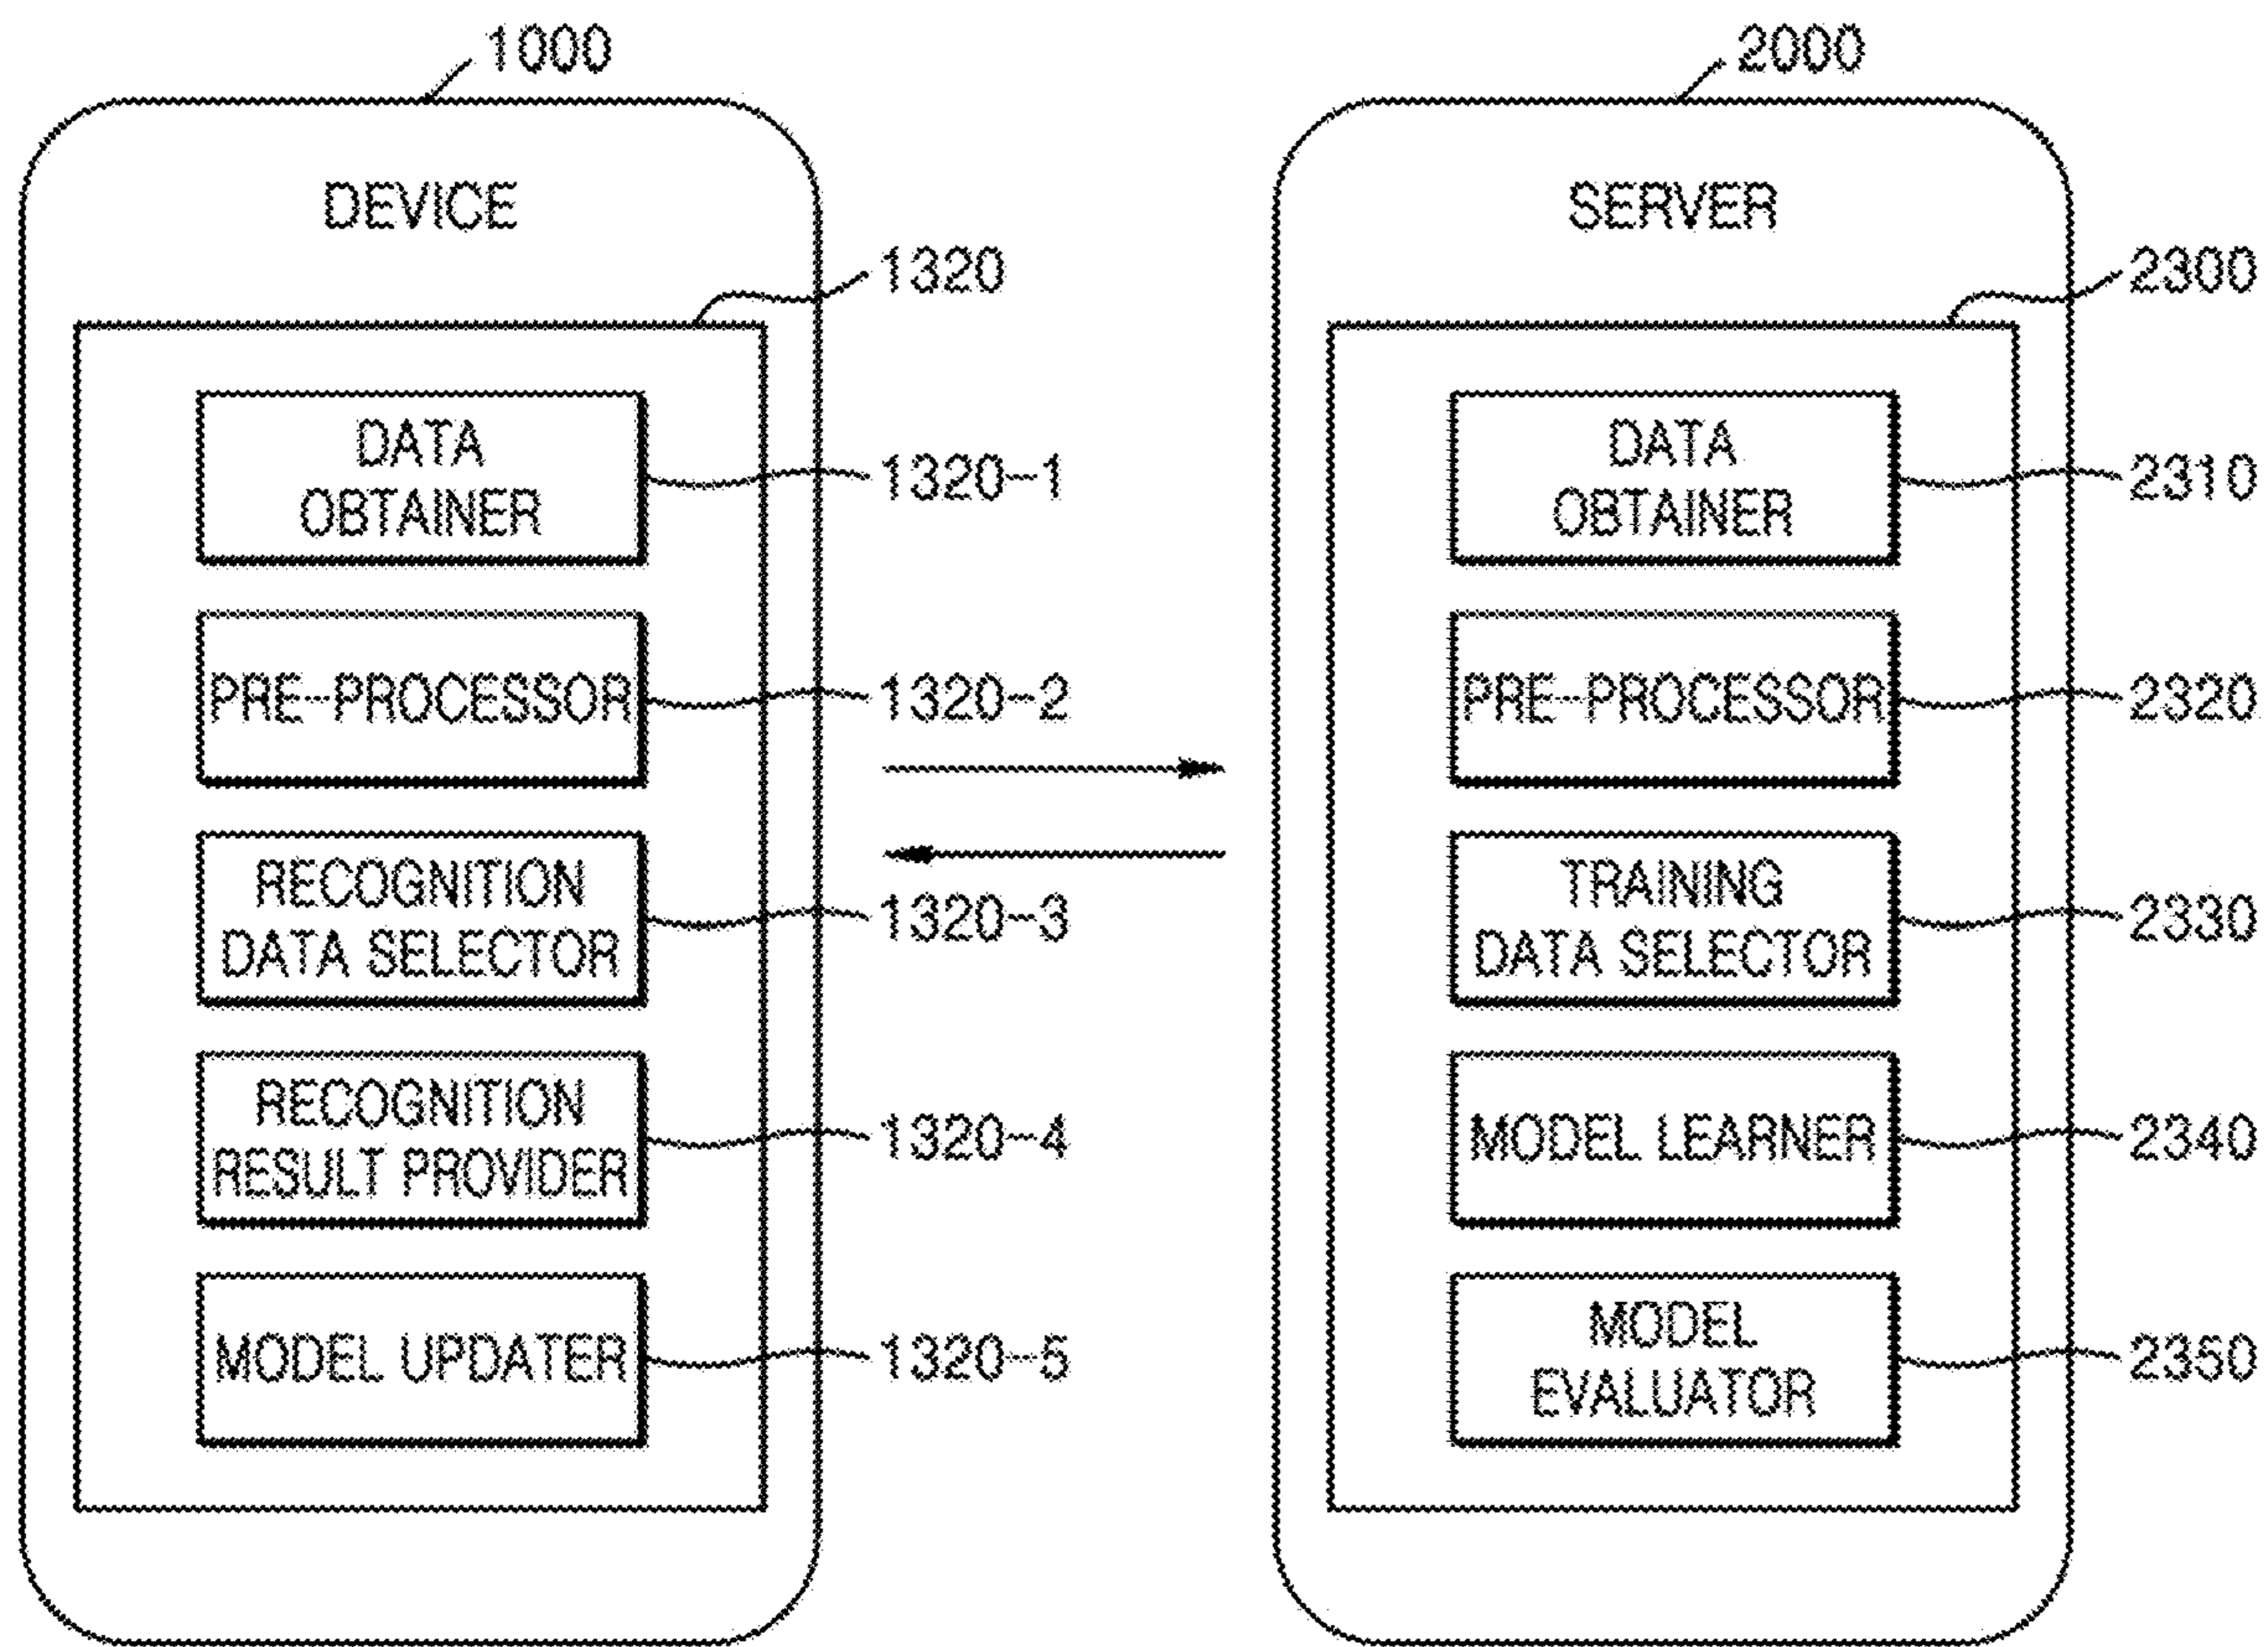 1000
DEVICE
1320
DATA
OBTAINER
1320-1
PRE-PROCESSOR
1320-2
RECOGNITION
DATA SELECTOR
1320-3
RECOGNITION
RESULT PROVIDER
1320-4
MODEL UPDATER
1320-5
2000
SERVER
2300
DATA
OBTAINER
2310
PRE-PROCESSOR
2320
TRAINING
DATA SELECTOR
2330
MODEL LEARNER
2340
MODEL
EVALUATOR
2350